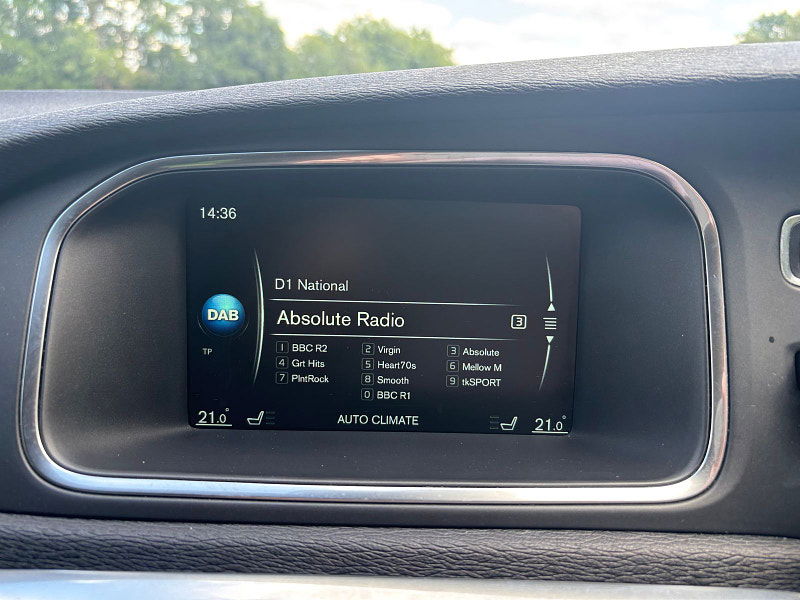 14:36
D1 National
DAB
Absolute Radio 3
TP
1 BBC R2 2 Virgin 3 Absolute
4 Grt Hits 5 Heart70s 6 Mellow M
7 PlntRock 8 Smooth 9 tkSPORT
0 BBC R1
21.0° AUTO CLIMATE 21.0°